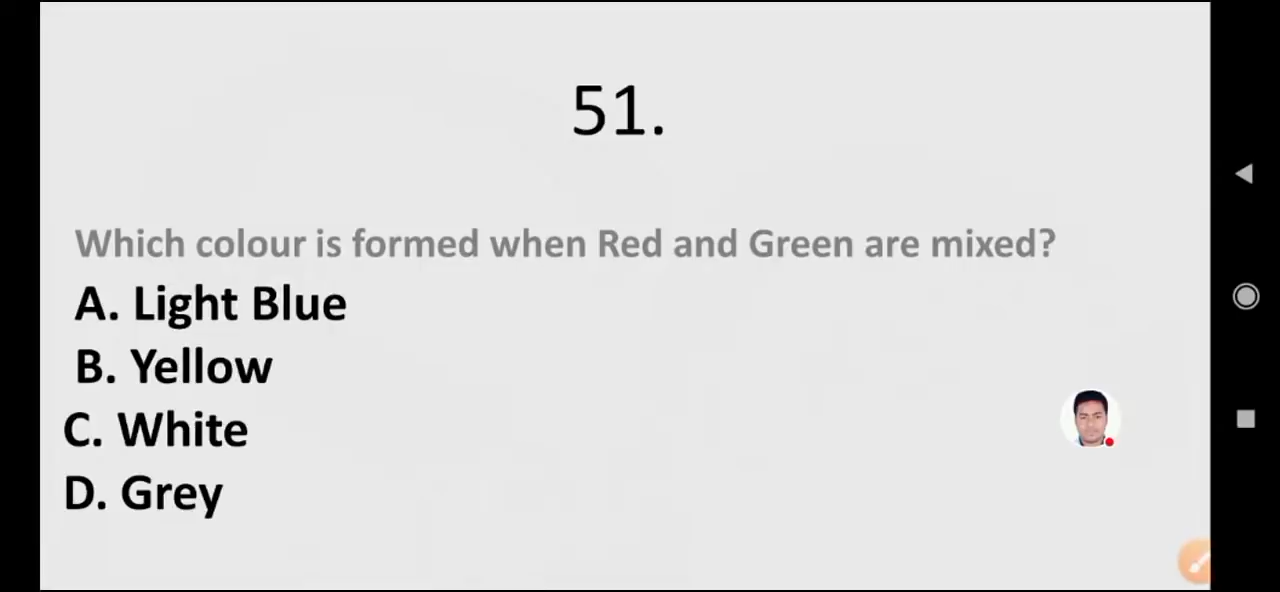 51.
Which colour is formed when Red and Green are mixed?
A. Light Blue
B. Yellow
C. White
D. Grey